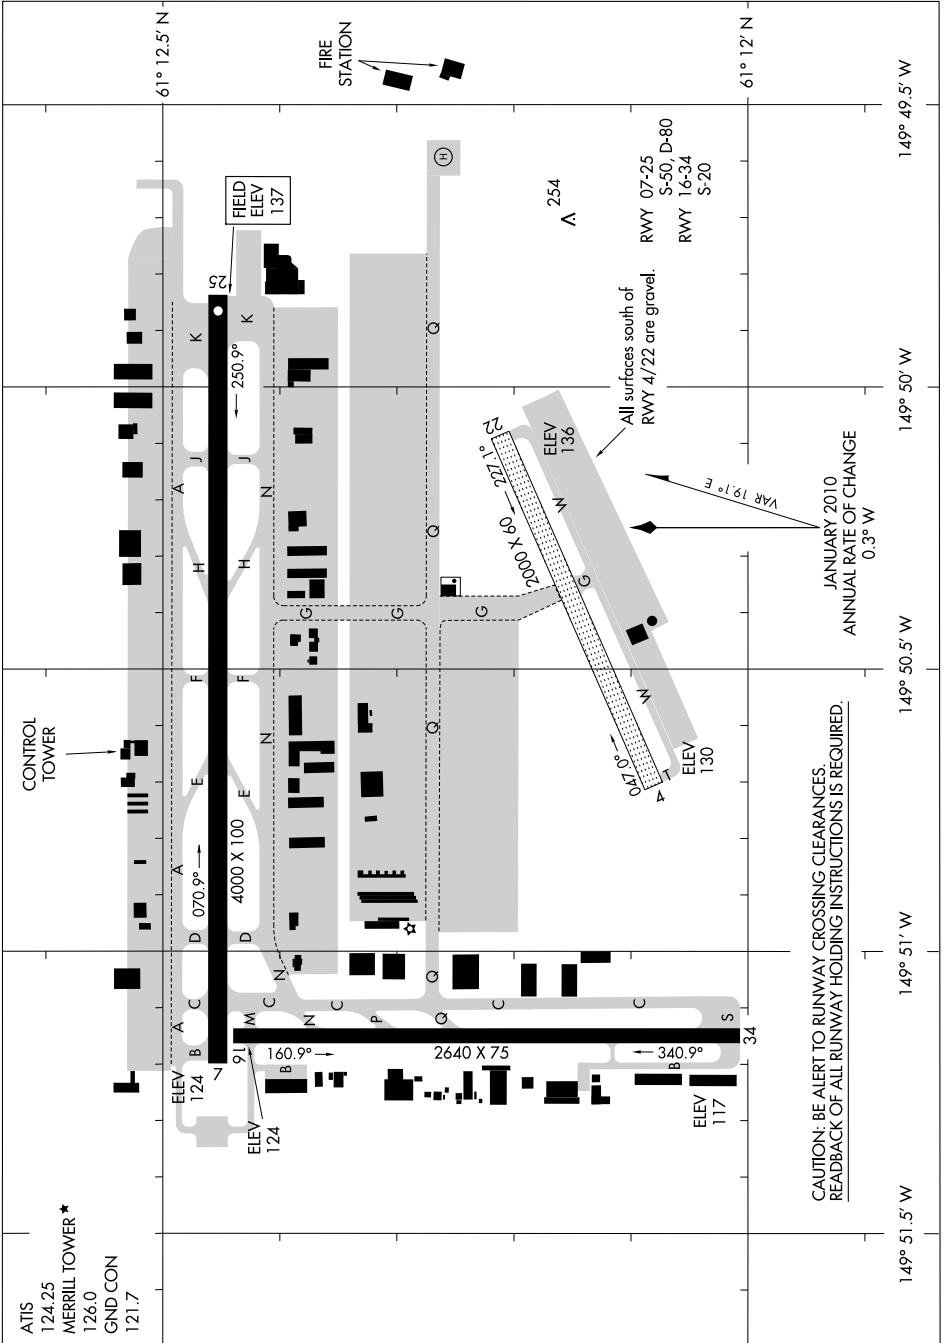 ATIS
124.25
MERRILL TOWER ★
126.0
GND CON
121.7
CONTROL
TOWER
FIRE
STATION
61° 12.5' N
61° 12' N
149° 51.5' W
149° 51' W
149° 50.5' W
149° 50' W
149° 49.5' W
FIELD
ELEV
137
ELEV
124
7
070.9°
4000 X 100
250.9°
25
A
A
A
B
C
D
E
F
H
J
K
M
C
D
E
F
H
J
K
N
N
N
N
C
P
Q
C
C
S
B
B
ELEV
124
16
160.9°
2640 X 75
340.9°
34
ELEV
117
Q
Q
Q
Q
G
G
G
G
H
254
Λ
4
047.0°
2000 X 60
227.1°
22
T
W
W
ELEV
130
ELEV
136
All surfaces south of
RWY 4/22 are gravel.
RWY 07-25
S-50, D-80
RWY 16-34
S-20
VAR 19.1° E
JANUARY 2010
ANNUAL RATE OF CHANGE
0.3° W
CAUTION: BE ALERT TO RUNWAY CROSSING CLEARANCES.
READBACK OF ALL RUNWAY HOLDING INSTRUCTIONS IS REQUIRED.